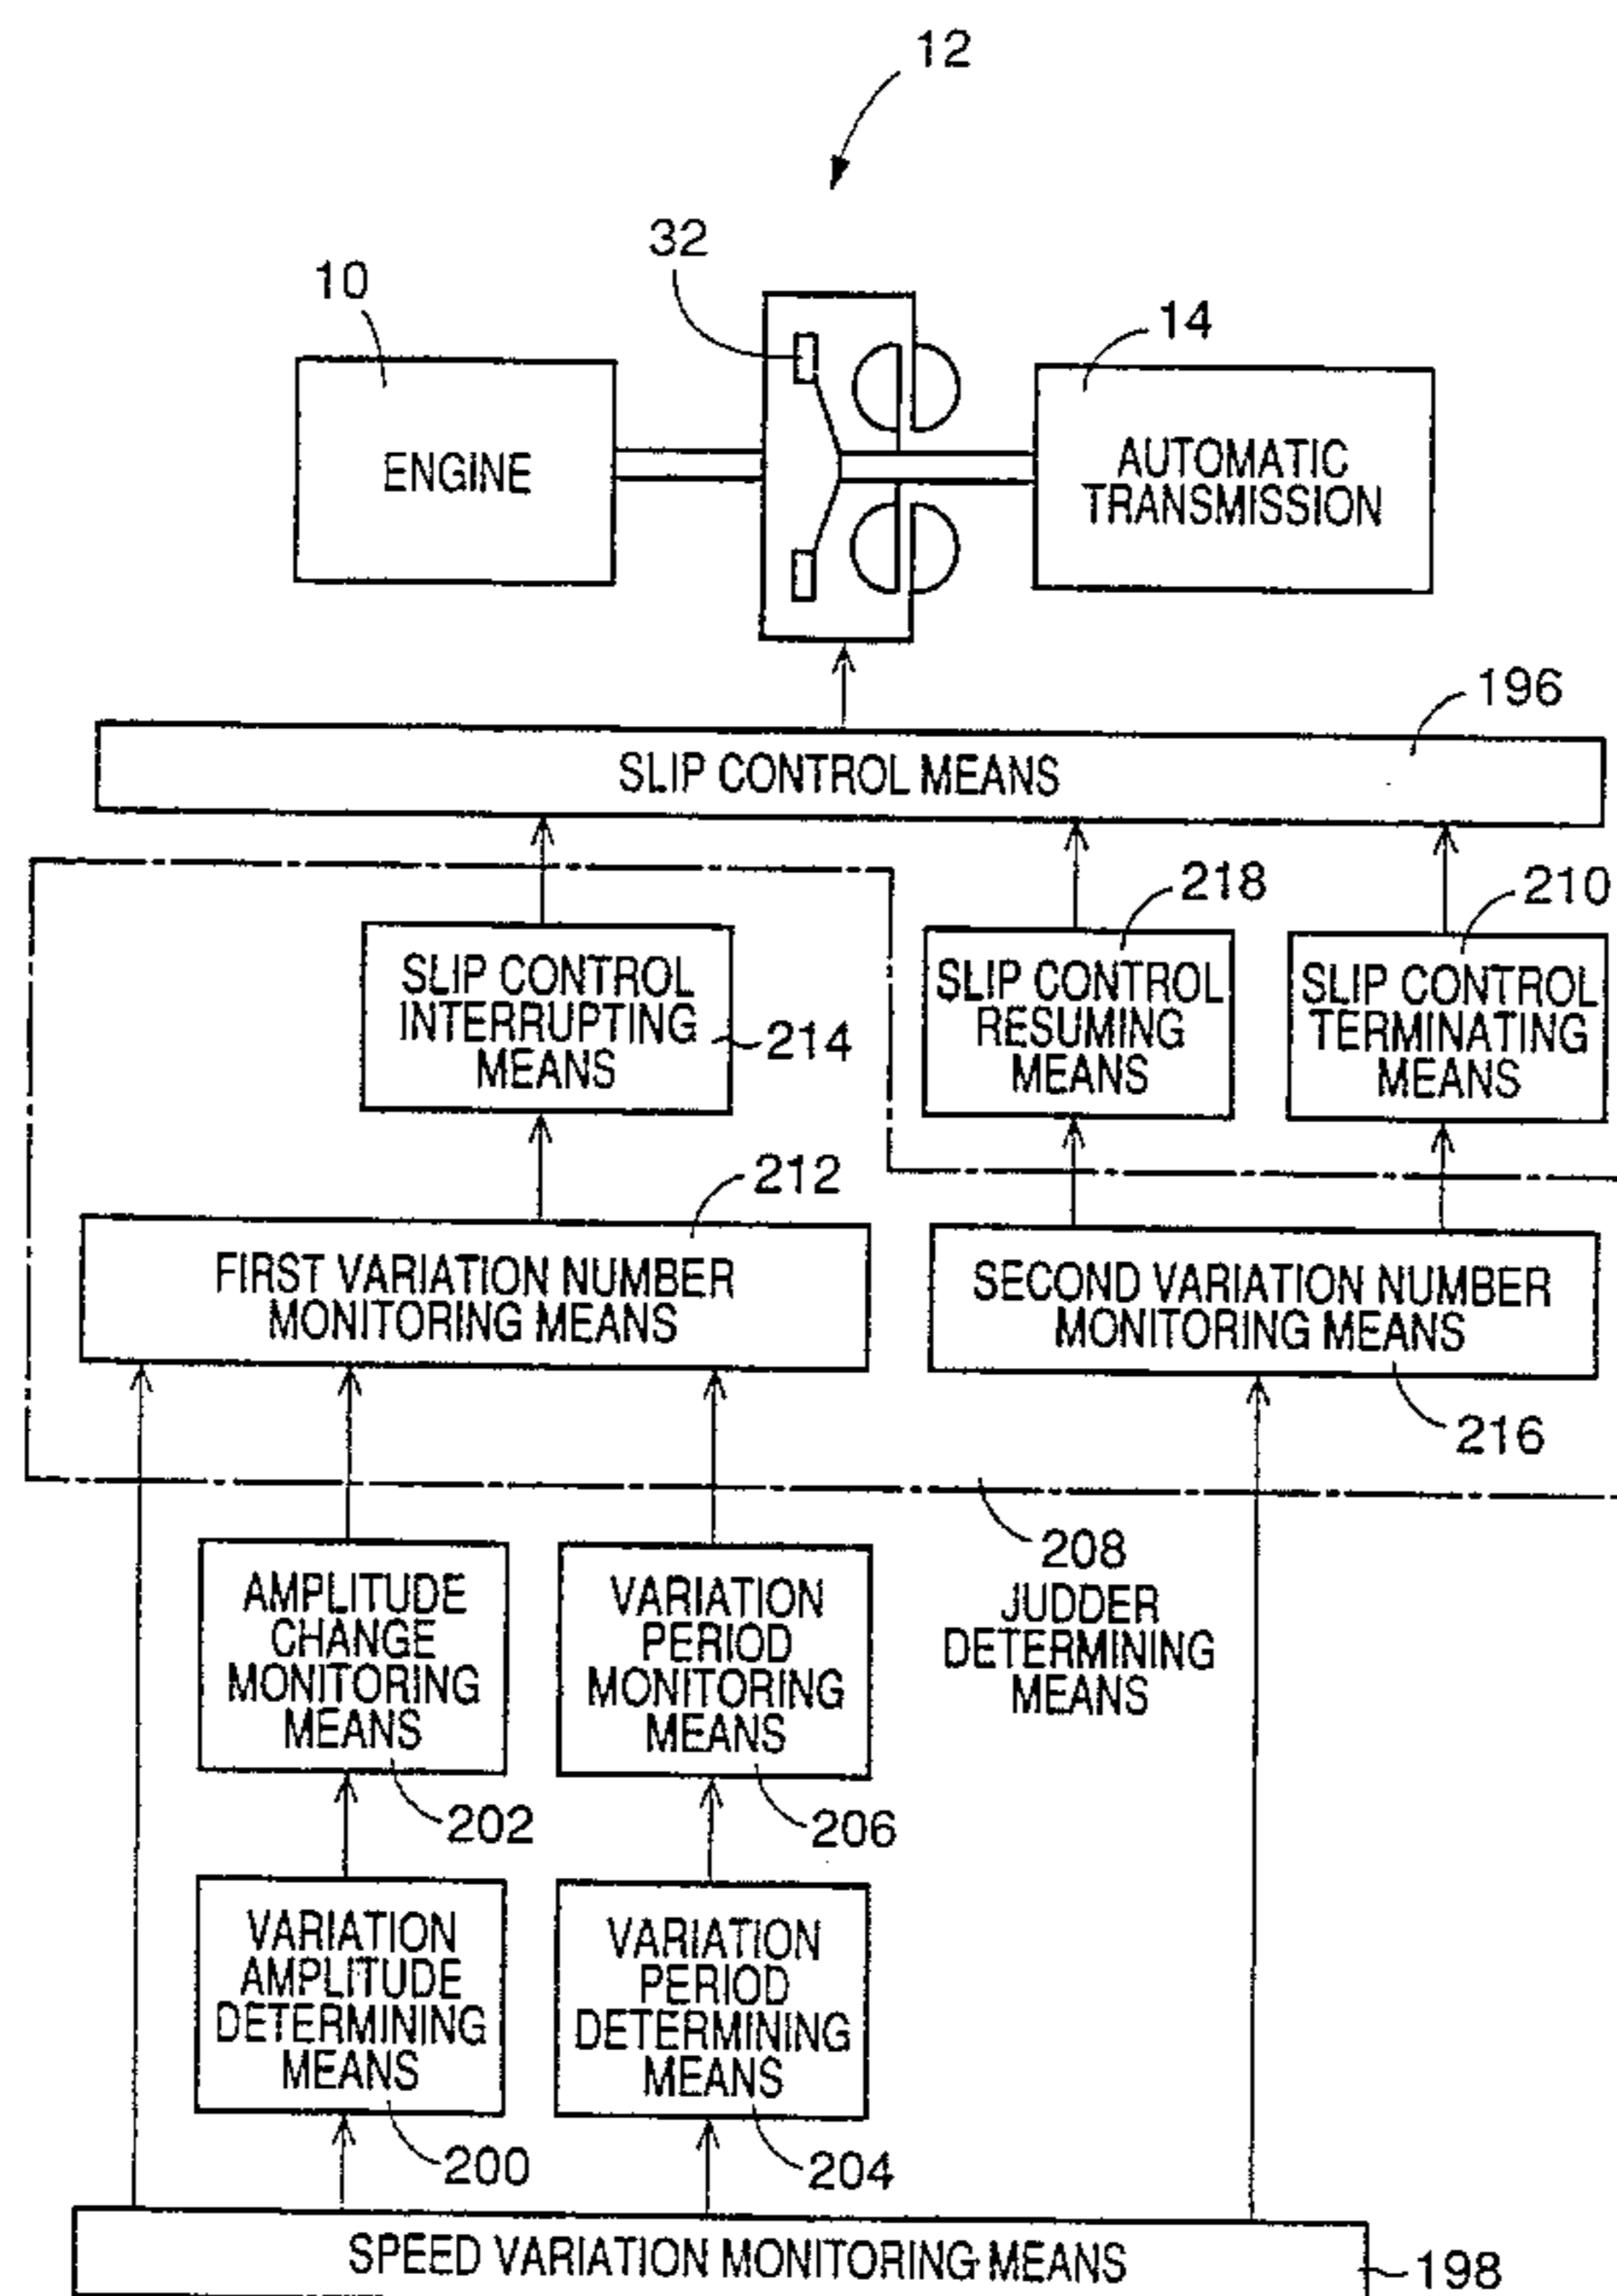 12
32
10
14
ENGINE
AUTOMATIC
TRANSMISSION
196
SLIP CONTROL MEANS
218
210
SLIP CONTROL
INTERRUPTING
MEANS
214
SLIP CONTROL
RESUMING
MEANS
SLIP CONTROL
TERMINATING
MEANS
212
FIRST VARIATION NUMBER
MONITORING MEANS
SECOND VARIATION NUMBER
MONITORING MEANS
216
208
JUDDER
DETERMINING
MEANS
AMPLITUDE
CHANGE
MONITORING
MEANS
202
VARIATION
PERIOD
MONITORING
MEANS
206
VARIATION
AMPLITUDE
DETERMINING
MEANS
200
VARIATION
PERIOD
DETERMINING
MEANS
204
SPEED VARIATION MONITORING MEANS
198